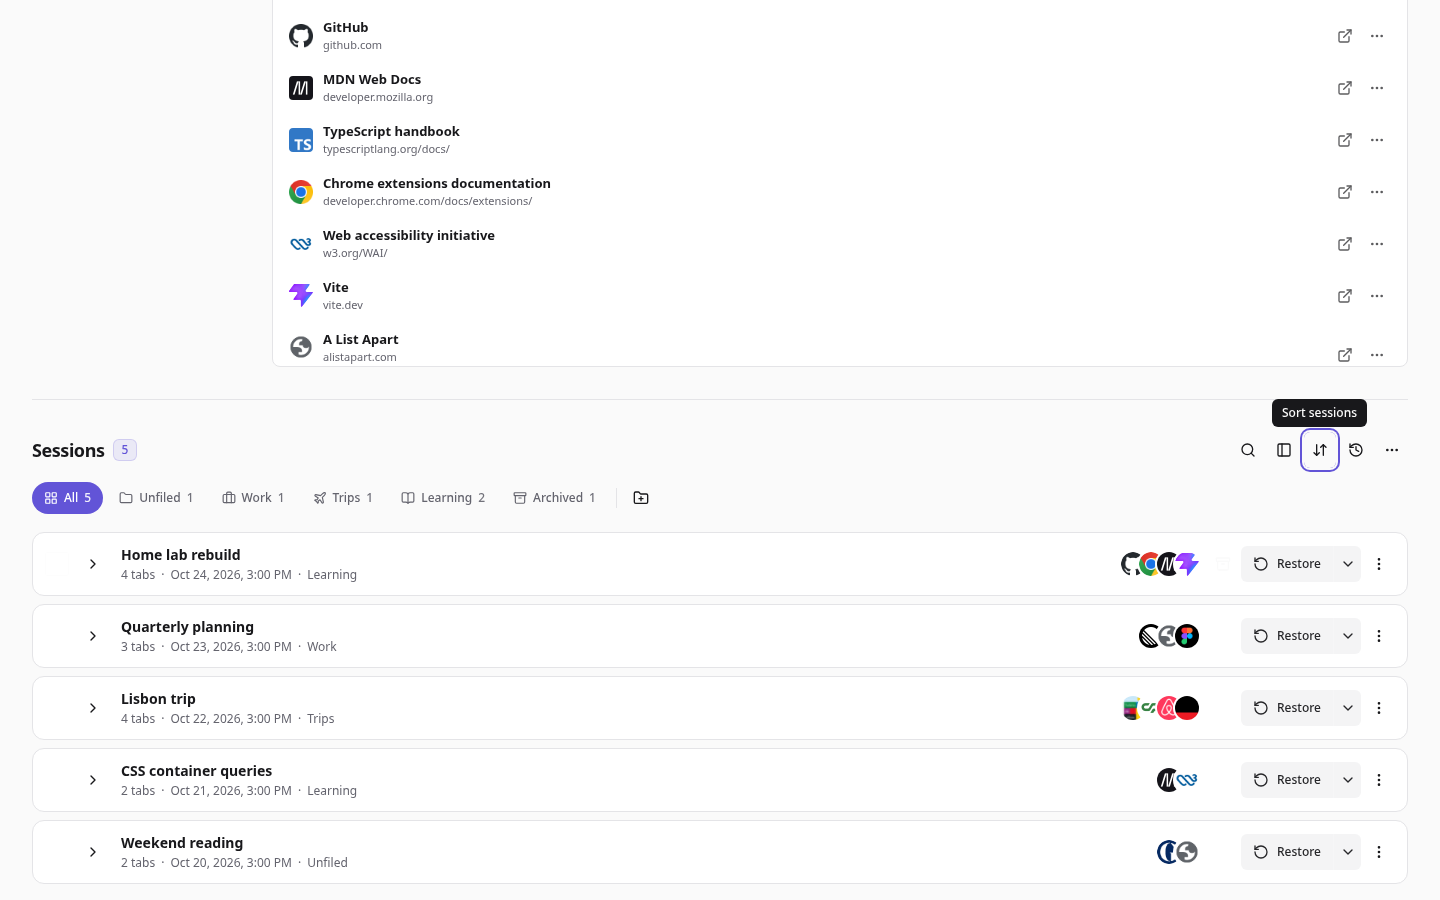 GitHub
github.com
MDN Web Docs
developer.mozilla.org
TS
TypeScript handbook
typescriptlang.org/docs/
Chrome extensions documentation
developer.chrome.com/docs/extensions/
Web accessibility initiative
w3.org/WAI/
Vite
vite.dev
A List Apart
alistapart.com
Sort sessions
Sessions 5
All 5 Unfiled 1 Work 1 Trips 1 Learning 2 Archived 1
Home lab rebuild
4 tabs · Oct 24, 2026, 3:00 PM · Learning
Restore
Quarterly planning
3 tabs · Oct 23, 2026, 3:00 PM · Work
Restore
Lisbon trip
4 tabs · Oct 22, 2026, 3:00 PM · Trips
Restore
CSS container queries
2 tabs · Oct 21, 2026, 3:00 PM · Learning
Restore
Weekend reading
2 tabs · Oct 20, 2026, 3:00 PM · Unfiled
Restore